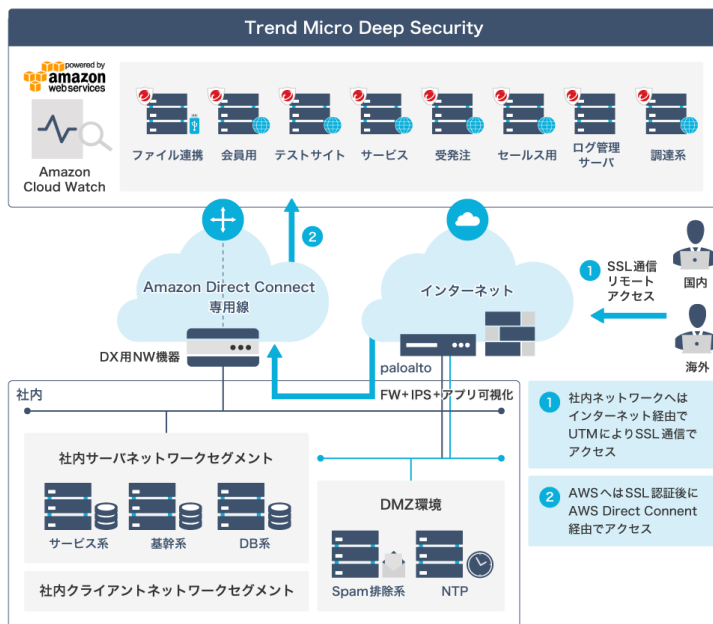 Trend Micro Deep Security
powered by
amazon
webservices
Amazon
Cloud Watch
ファイル連携
会員用
テストサイト
サービス
受発注
セールス用
ログ管理
サーバ
調達系
2
Amazon Direct Connect
専用線
インターネット
1
SSL通信
リモート
アクセス
国内
海外
DX用NW機器
paloalto
FW+IPS+アプリ可視化
社内
社内サーバネットワークセグメント
サービス系
基幹系
DB系
社内クライアントネットワークセグメント
DMZ環境
Spam排除系
NTP
1
社内ネットワークへは
インターネット経由で
UTMによりSSL通信で
アクセス
2
AWSへはSSL認証後に
AWS Direct Connent
経由でアクセス